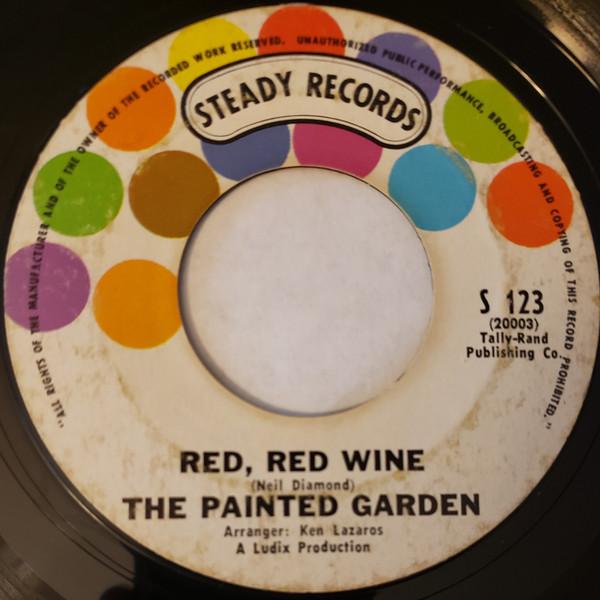 "ALL RIGHTS OF THE MANUFACTURER AND OF THE OWNER OF THE RECORDED WORK RESERVED. UNAUTHORIZED PUBLIC PERFORMANCE, BROADCASTING AND COPYING OF THIS RECORD PROHIBITED."
STEADY RECORDS
S 123
(20003)
Tally-Rand
Publishing Co.
RED, RED WINE
(Neil Diamond)
THE PAINTED GARDEN
Arranger: Ken Lazaros
A Ludix Production